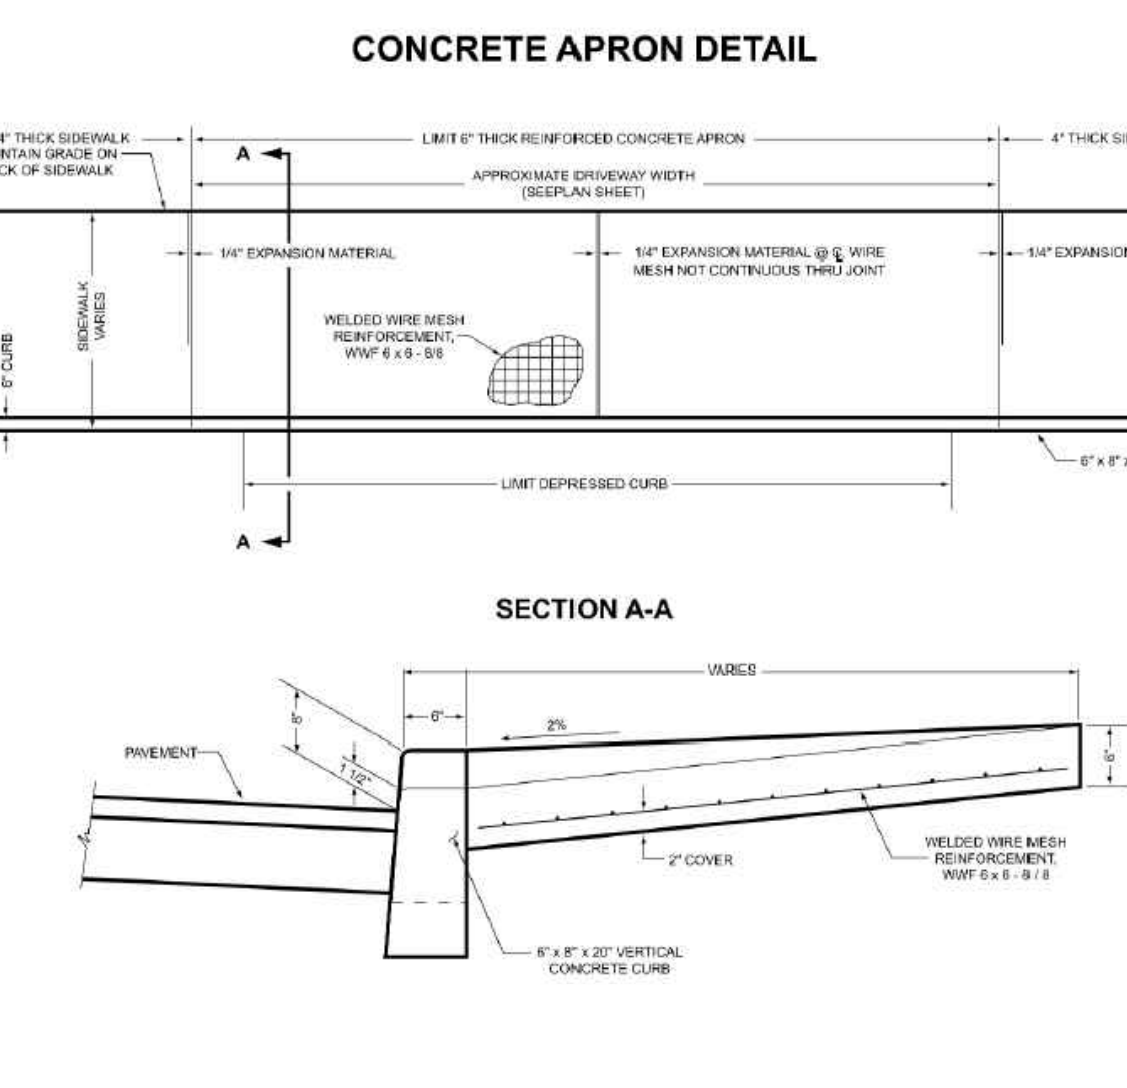 CONCRETE APRON DETAIL
4" THICK SIDEWALK
NTAIN GRADE ON
CK OF SIDEWALK
A
LIMIT 6" THICK REINFORCED CONCRETE APRON
4" THICK SI
APPROXIMATE DRIVEWAY WIDTH
(SEEPLAN SHEET)
1/4" EXPANSION MATERIAL
1/4" EXPANSION MATERIAL @ ℄ WIRE
MESH NOT CONTINUOUS THRU JOINT
1/4" EXPANSION
SIDEWALK
VARIES
6" CURB
WELDED WIRE MESH
REINFORCEMENT,
WWF 6 x 6 - 8/8
6" x 8"
LIMIT DEPRESSED CURB
A
SECTION A-A
VARIES
6"
2%
8"
1 1/2"
PAVEMENT
6"
2" COVER
WELDED WIRE MESH
REINFORCEMENT.
WWF 6 x 6 - 8 / 8
6" x 8" x 20" VERTICAL
CONCRETE CURB